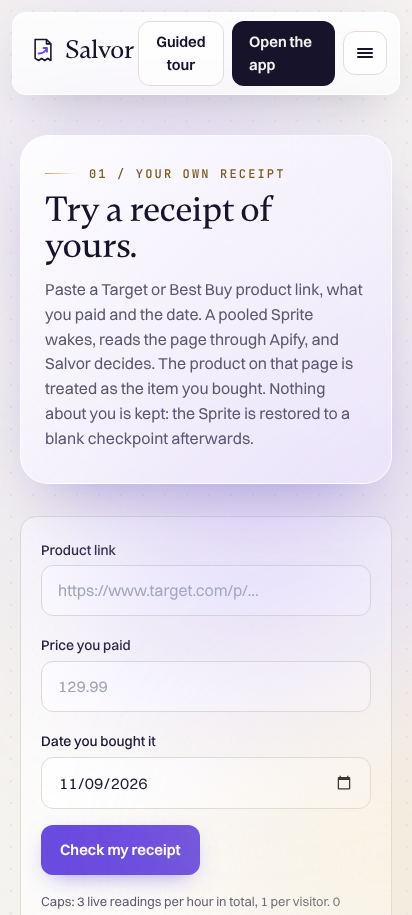 Salvor
Guided
tour
Open the
app
01 / YOUR OWN RECEIPT
Try a receipt of
yours.
Paste a Target or Best Buy product link, what
you paid and the date. A pooled Sprite
wakes, reads the page through Apify, and
Salvor decides. The product on that page is
treated as the item you bought. Nothing
about you is kept: the Sprite is restored to a
blank checkpoint afterwards.
Product link
https://www.target.com/p/...
Price you paid
129.99
Date you bought it
11/09/2026
Check my receipt
Caps: 3 live readings per hour in total, 1 per visitor. 0